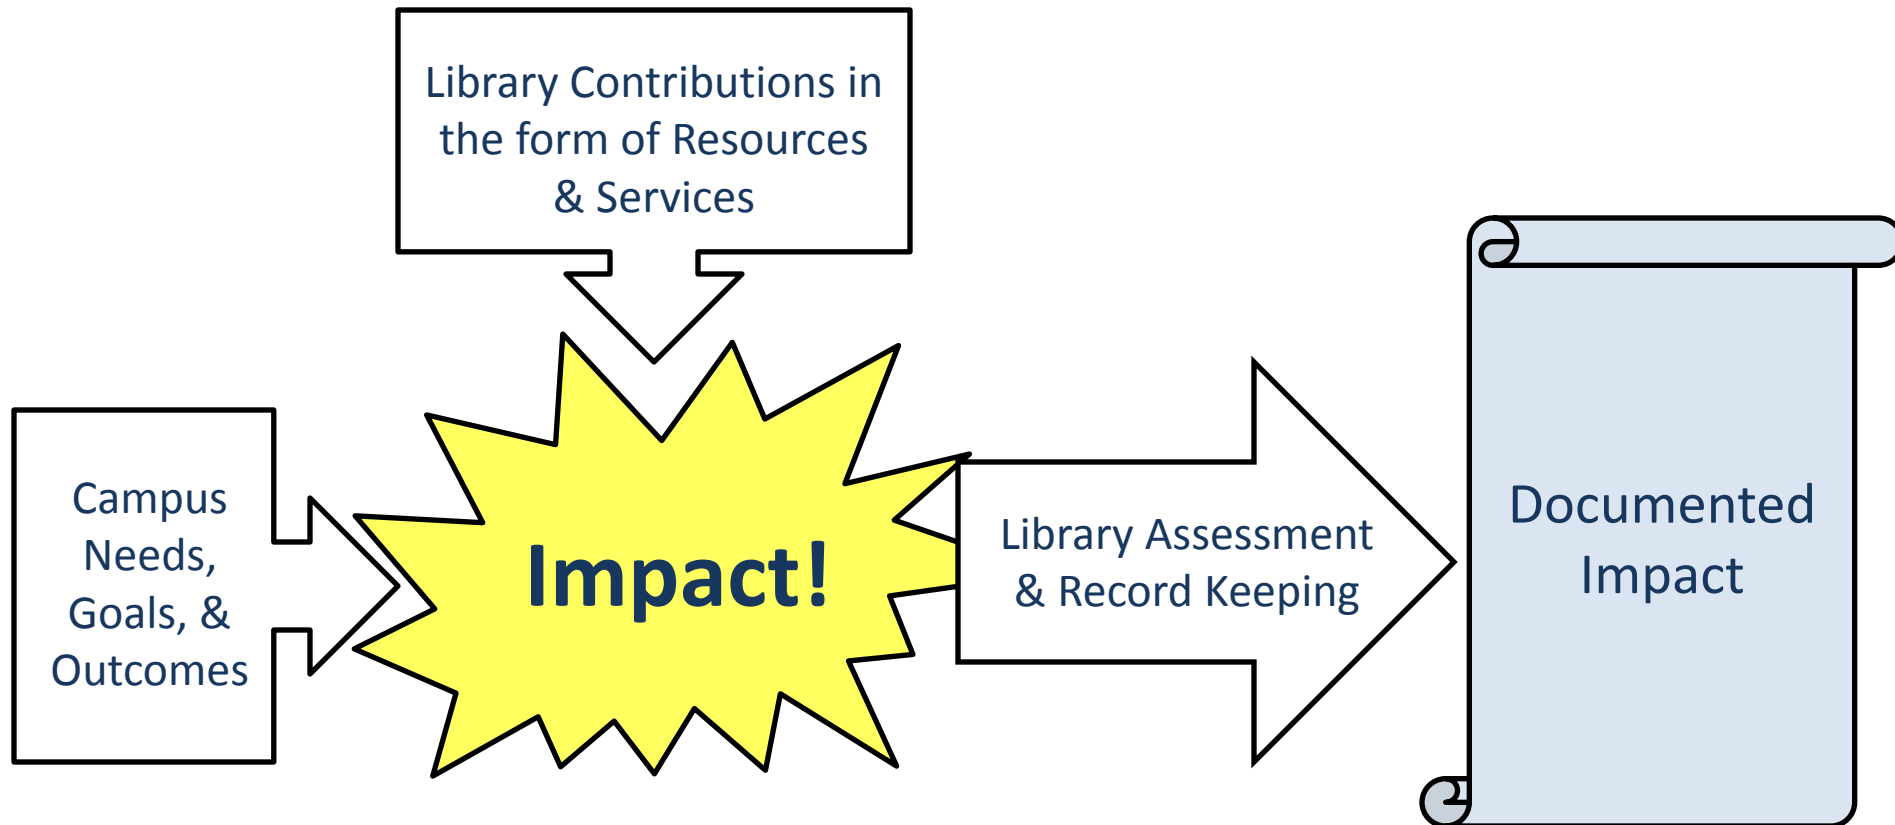 Library Contributions in
the form of Resources
& Services
Campus
Needs,
Goals, &
Outcomes
Impact!
Library Assessment
& Record Keeping
Documented
Impact